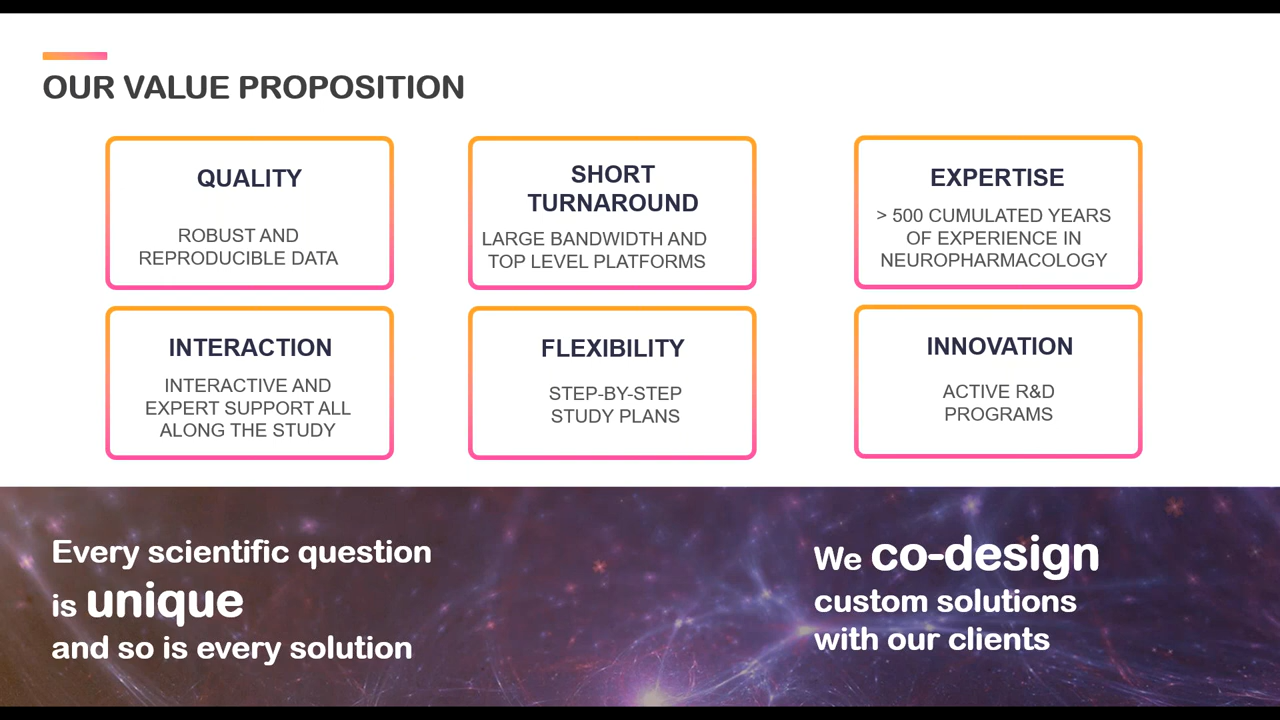 OUR VALUE PROPOSITION
QUALITY
ROBUST AND
REPRODUCIBLE DATA
SHORT
TURNAROUND
LARGE BANDWIDTH AND
TOP LEVEL PLATFORMS
EXPERTISE
> 500 CUMULATED YEARS
OF EXPERIENCE IN
NEUROPHARMACOLOGY
INTERACTION
INTERACTIVE AND
EXPERT SUPPORT ALL
ALONG THE STUDY
FLEXIBILITY
STEP-BY-STEP
STUDY PLANS
INNOVATION
ACTIVE R&D
PROGRAMS
Every scientific question
is unique
and so is every solution
We co-design
custom solutions
with our clients